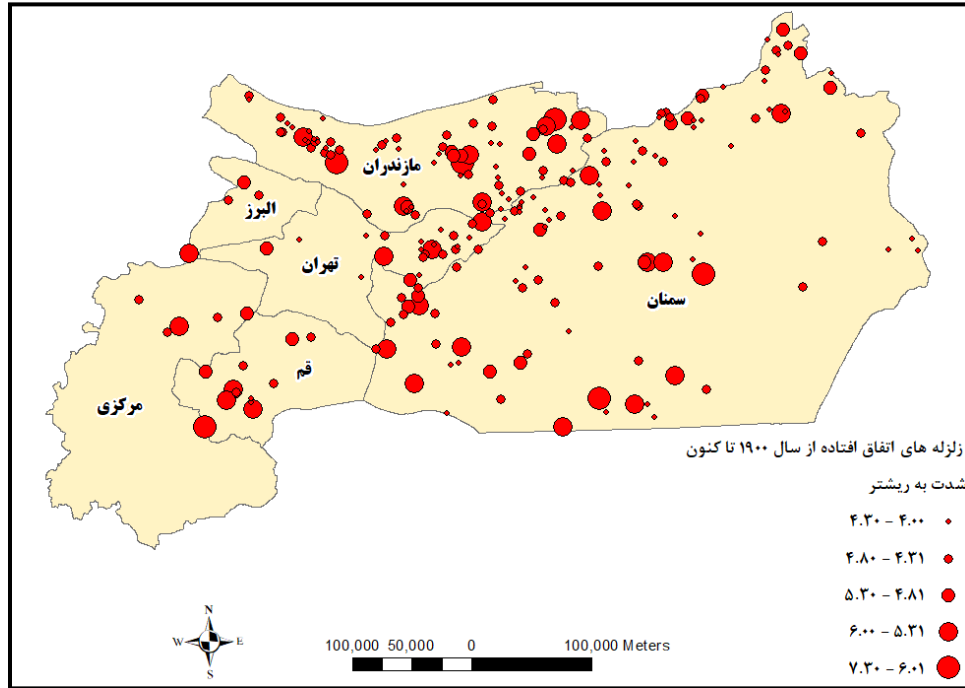 مازندران
البرز
تهران
سمنان
قم
مرکزی
زلزله های اتفاق افتاده از سال ۱۹۰۰ تا کنون
شدت به ریشتر
۴.۳۰ - ۴.۰۰
۴.۸۰ - ۴.۳۱
۵.۳۰ - ۴.۸۱
۶.۰۰ - ۵.۳۱
۷.۳۰ - ۶.۰۱
N
W E
S
100,000 50,000 0 100,000 Meters